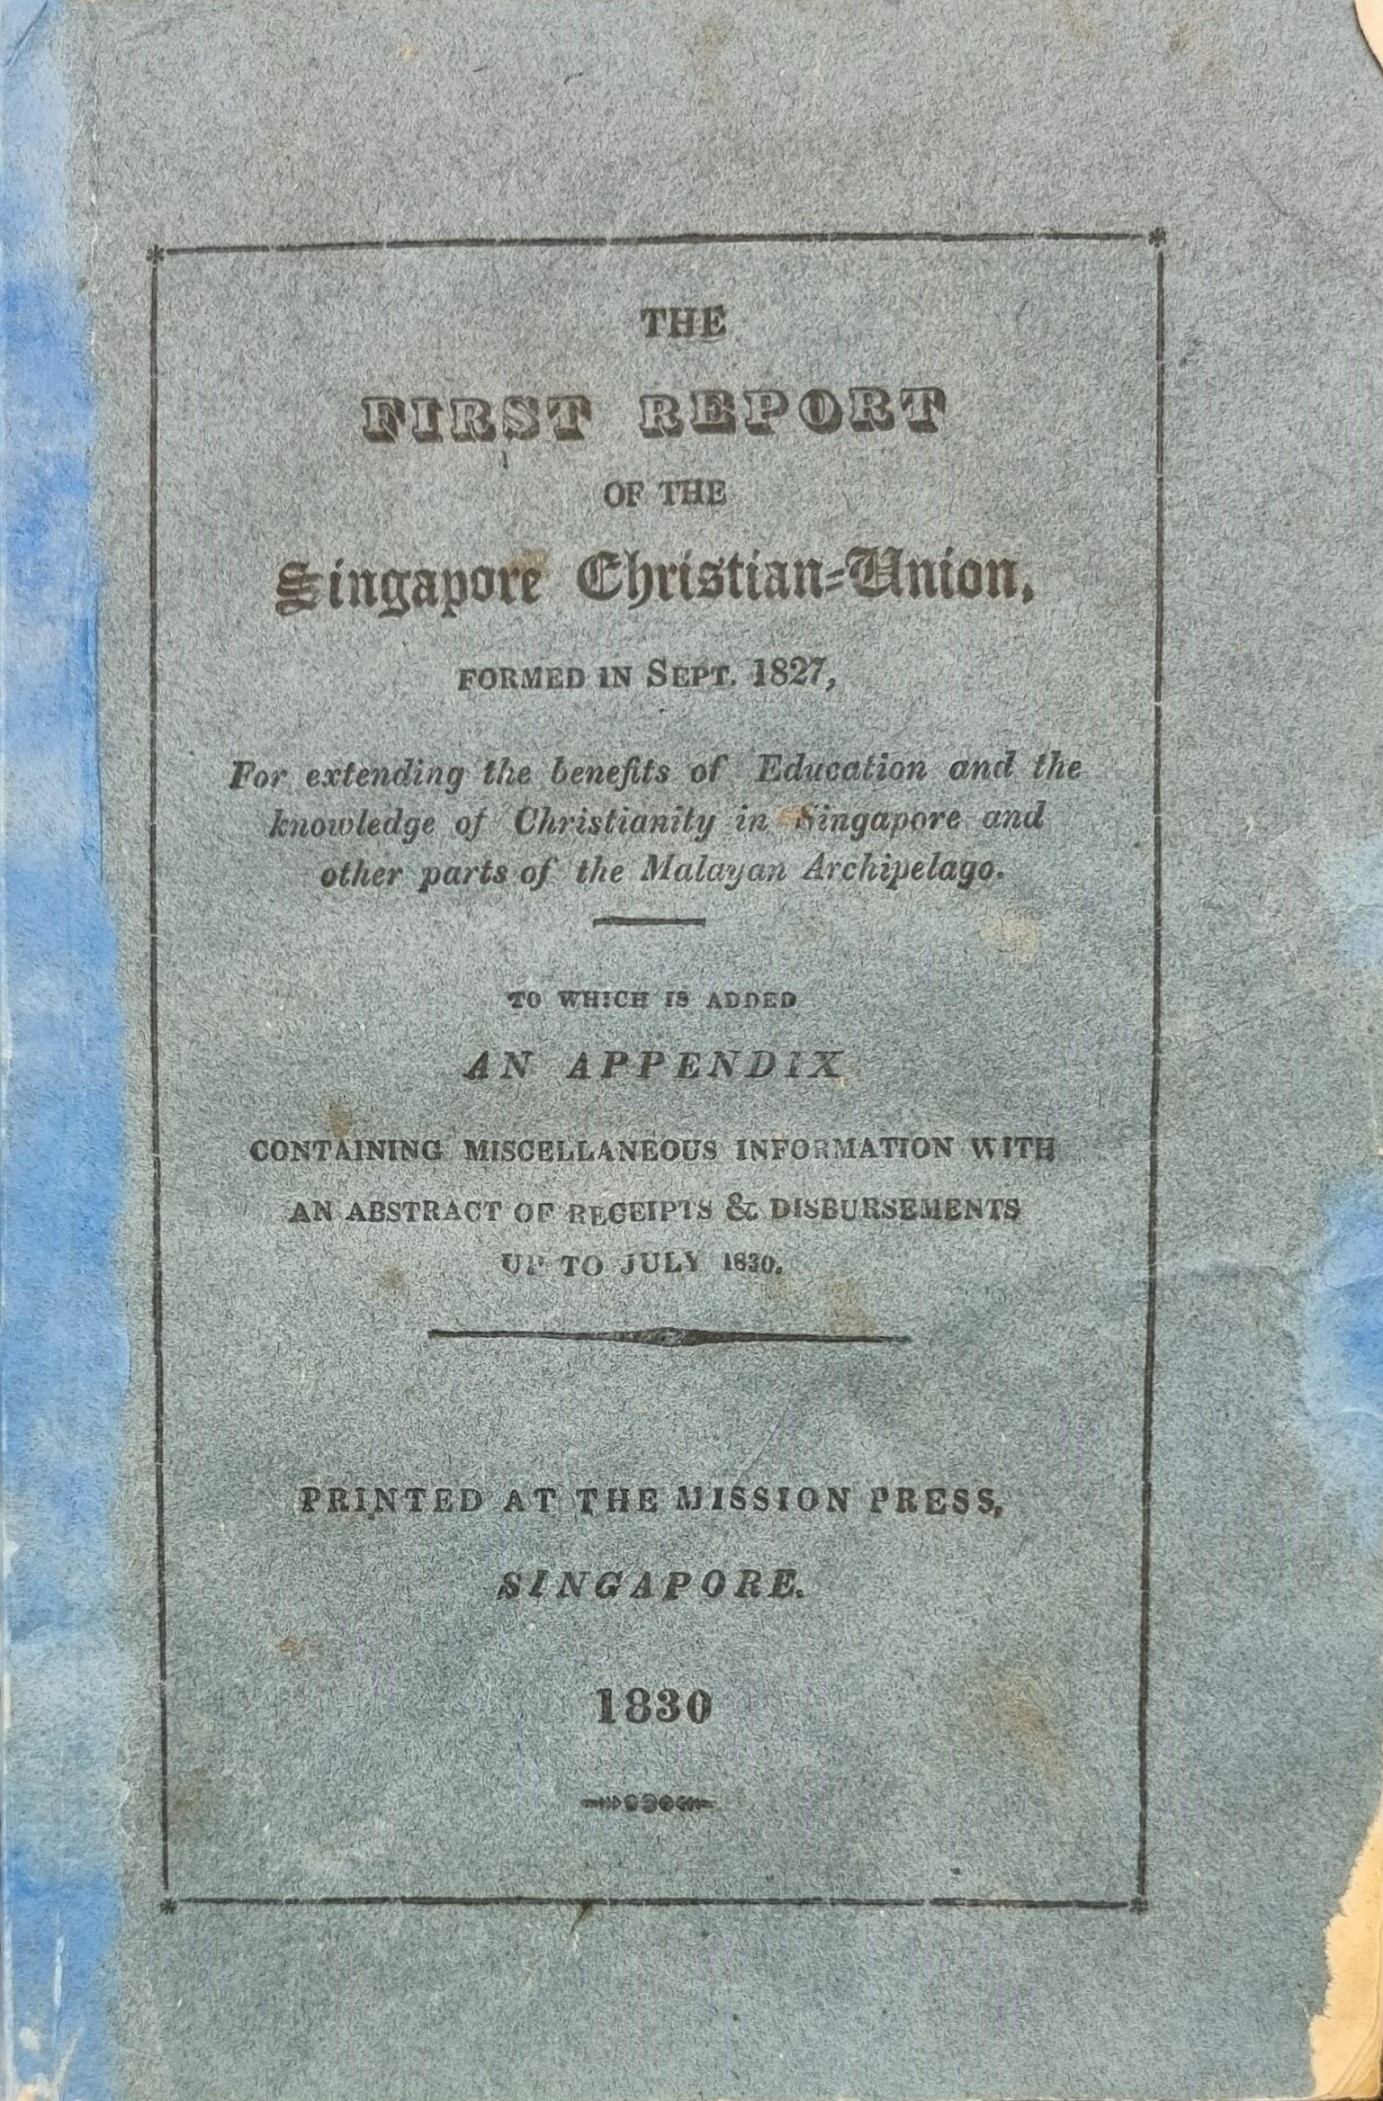 THE
FIRST REPORT
OF THE
Singapore Christian-Union,
FORMED IN SEPT. 1827,
For extending the benefits of Education and the
knowledge of Christianity in Singapore and
other parts of the Malayan Archipelago.
TO WHICH IS ADDED
AN APPENDIX
CONTAINING MISCELLANEOUS INFORMATION WITH
AN ABSTRACT OF RECEIPTS & DISBURSEMENTS
UP TO JULY 1830.
PRINTED AT THE MISSION PRESS,
SINGAPORE.
1830